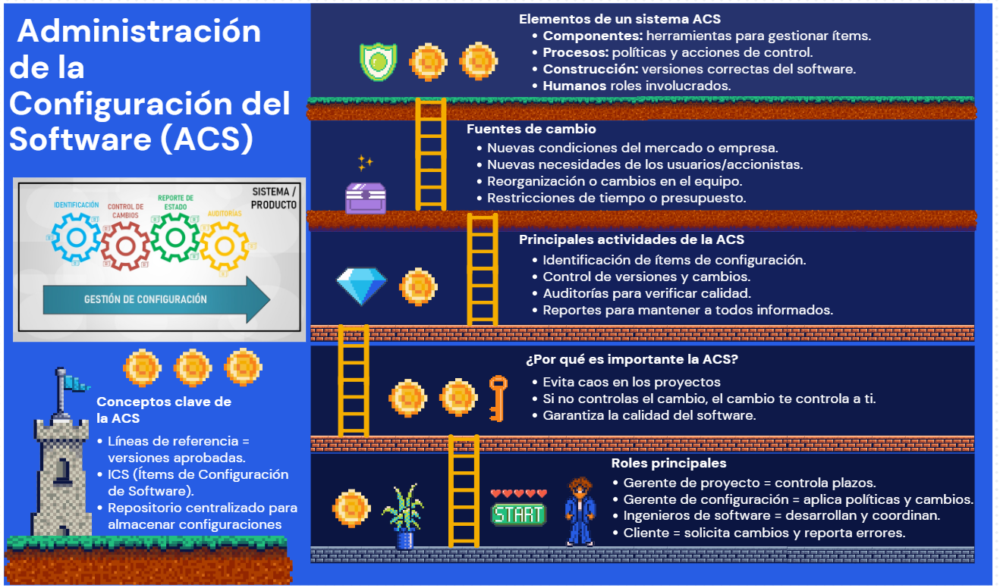 Administración
de la
Configuración del
Software (ACS)
SISTEMA /
PRODUCTO
IDENTIFICACIÓN
CONTROL DE
CAMBIOS
REPORTE DE
ESTADO
AUDITORÍAS
GESTIÓN DE CONFIGURACIÓN
Conceptos clave de
la ACS
• Líneas de referencia =
versiones aprobadas.
• ICS (Ítems de Configuración
de Software).
• Repositorio centralizado para
almacenar configuraciones
Elementos de un sistema ACS
• Componentes: herramientas para gestionar ítems.
• Procesos: políticas y acciones de control.
• Construcción: versiones correctas del software.
• Humanos roles involucrados.
Fuentes de cambio
• Nuevas condiciones del mercado o empresa.
• Nuevas necesidades de los usuarios/accionistas.
• Reorganización o cambios en el equipo.
• Restricciones de tiempo o presupuesto.
Principales actividades de la ACS
• Identificación de ítems de configuración.
• Control de versiones y cambios.
• Auditorías para verificar calidad.
• Reportes para mantener a todos informados.
¿Por qué es importante la ACS?
• Evita caos en los proyectos
• Si no controlas el cambio, el cambio te controla a ti.
• Garantiza la calidad del software.
START
Roles principales
• Gerente de proyecto = controla plazos.
• Gerente de configuración = aplica políticas y cambios.
• Ingenieros de software = desarrollan y coordinan.
• Cliente = solicita cambios y reporta errores.